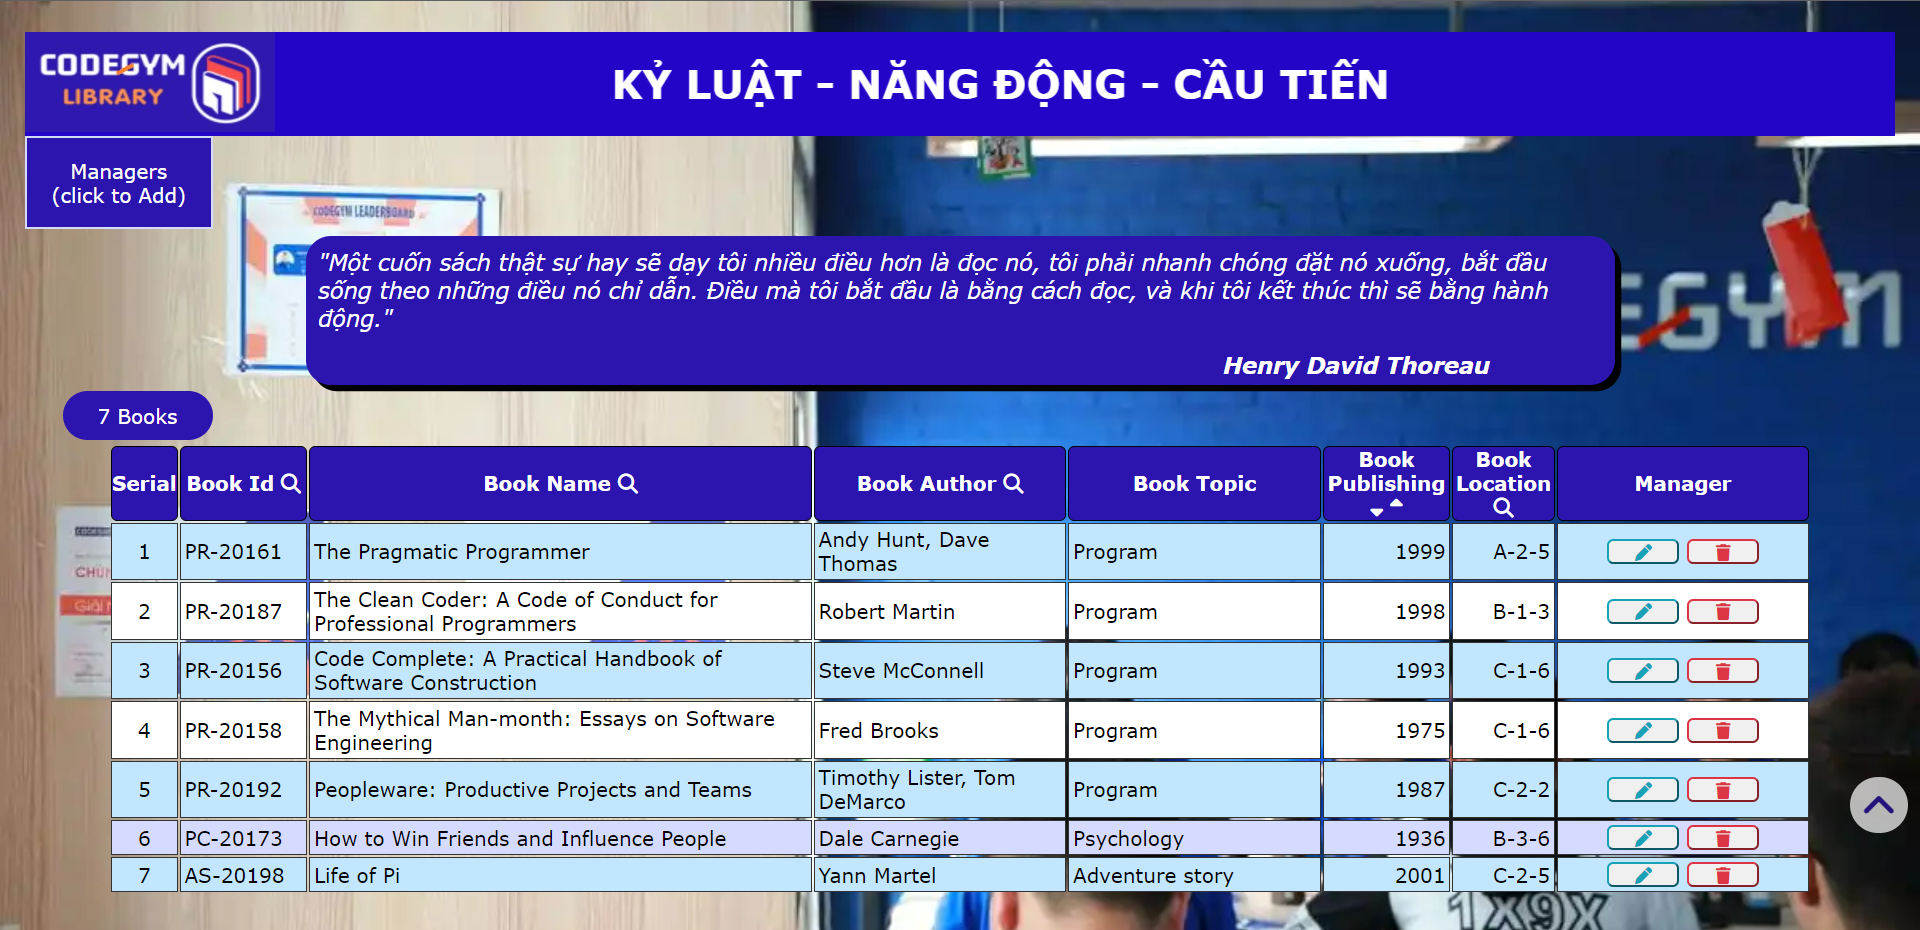 CODEGYM
LIBRARY
KỶ LUẬT - NĂNG ĐỘNG - CẦU TIẾN
Managers
(click to Add)
CODEGYM LEADERBOARD
"Một cuốn sách thật sự hay sẽ dạy tôi nhiều điều hơn là đọc nó, tôi phải nhanh chóng đặt nó xuống, bắt đầu
sống theo những điều nó chỉ dẫn. Điều mà tôi bắt đầu là bằng cách đọc, và khi tôi kết thúc thì sẽ bằng hành
động."
Henry David Thoreau
EGYM
7 Books
Serial Book Id Book Name Book Author Book Topic Book Publishing Book Location Manager
1 PR-20161 The Pragmatic Programmer Andy Hunt, Dave Thomas Program 1999 A-2-5
2 PR-20187 The Clean Coder: A Code of Conduct for Professional Programmers Robert Martin Program 1998 B-1-3
3 PR-20156 Code Complete: A Practical Handbook of Software Construction Steve McConnell Program 1993 C-1-6
4 PR-20158 The Mythical Man-month: Essays on Software Engineering Fred Brooks Program 1975 C-1-6
5 PR-20192 Peopleware: Productive Projects and Teams Timothy Lister, Tom DeMarco Program 1987 C-2-2
6 PC-20173 How to Win Friends and Influence People Dale Carnegie Psychology 1936 B-3-6
7 AS-20198 Life of Pi Yann Martel Adventure story 2001 C-2-5
1X9X